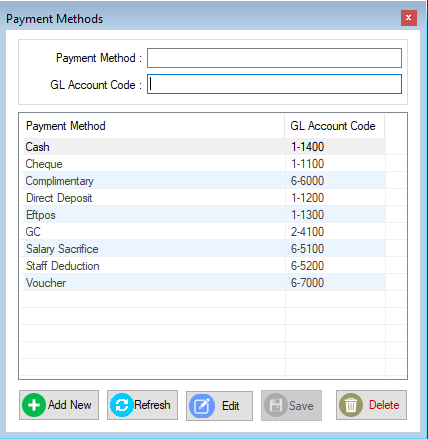 Payment Methods
x
Payment Method :
GL Account Code :
Payment Method GL Account Code
Cash 1-1400
Cheque 1-1100
Complimentary 6-6000
Direct Deposit 1-1200
Eftpos 1-1300
GC 2-4100
Salary Sacrifice 6-5100
Staff Deduction 6-5200
Voucher 6-7000
Add New Refresh Edit Save Delete